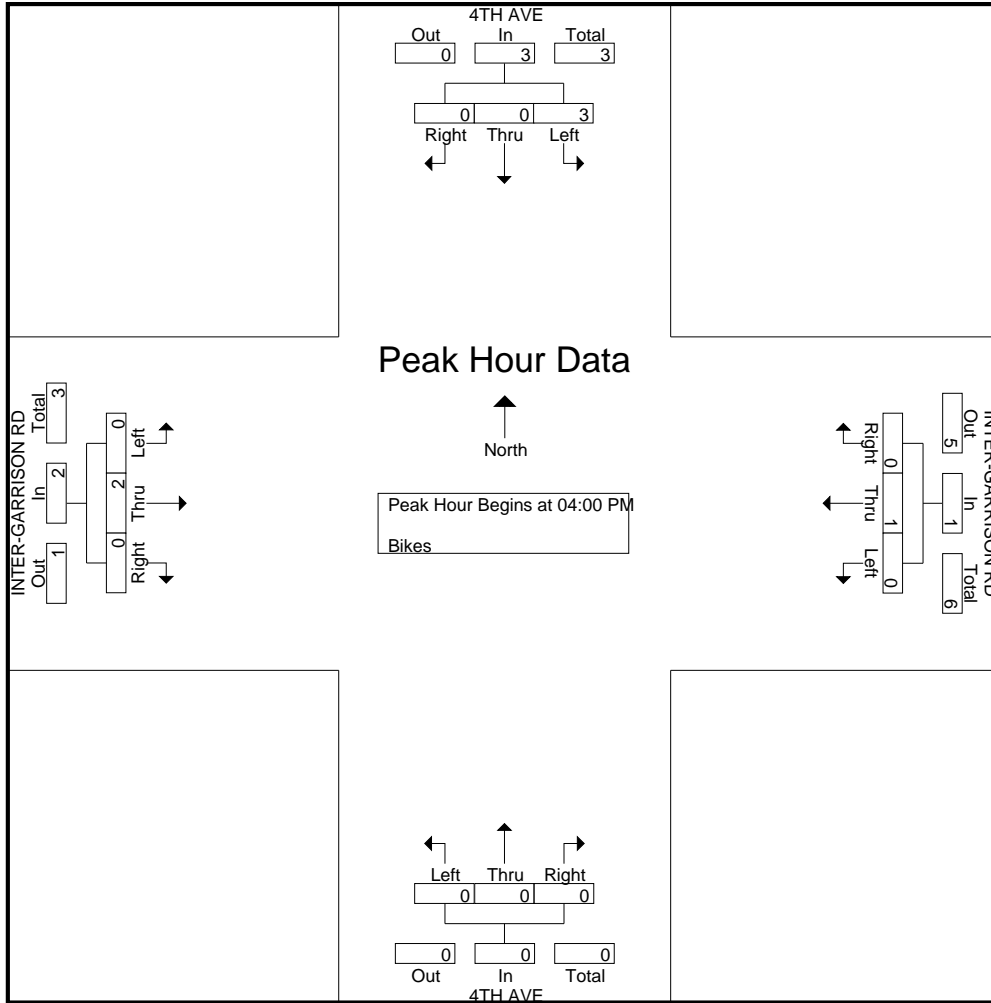 4TH AVE
Out In Total
0 3 3
0 0 3
Right Thru Left
Peak Hour Data
North
Peak Hour Begins at 04:00 PM
Bikes
INTER-GARRISON RD
Out In Total
1 2 3
0 2 0
Left Thru Right
INTER-GARRISON RD
Out In Total
5 1 6
0 1 0
Right Thru Left
Left Thru Right
0 0 0
0 0 0
Out In Total
4TH AVE